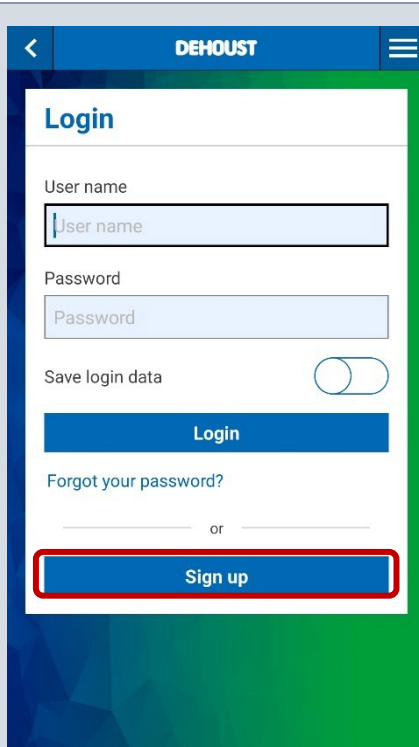 DEHOUST
Login
User name
User name
Password
Password
Save login data
Login
Forgot your password?
or
Sign up